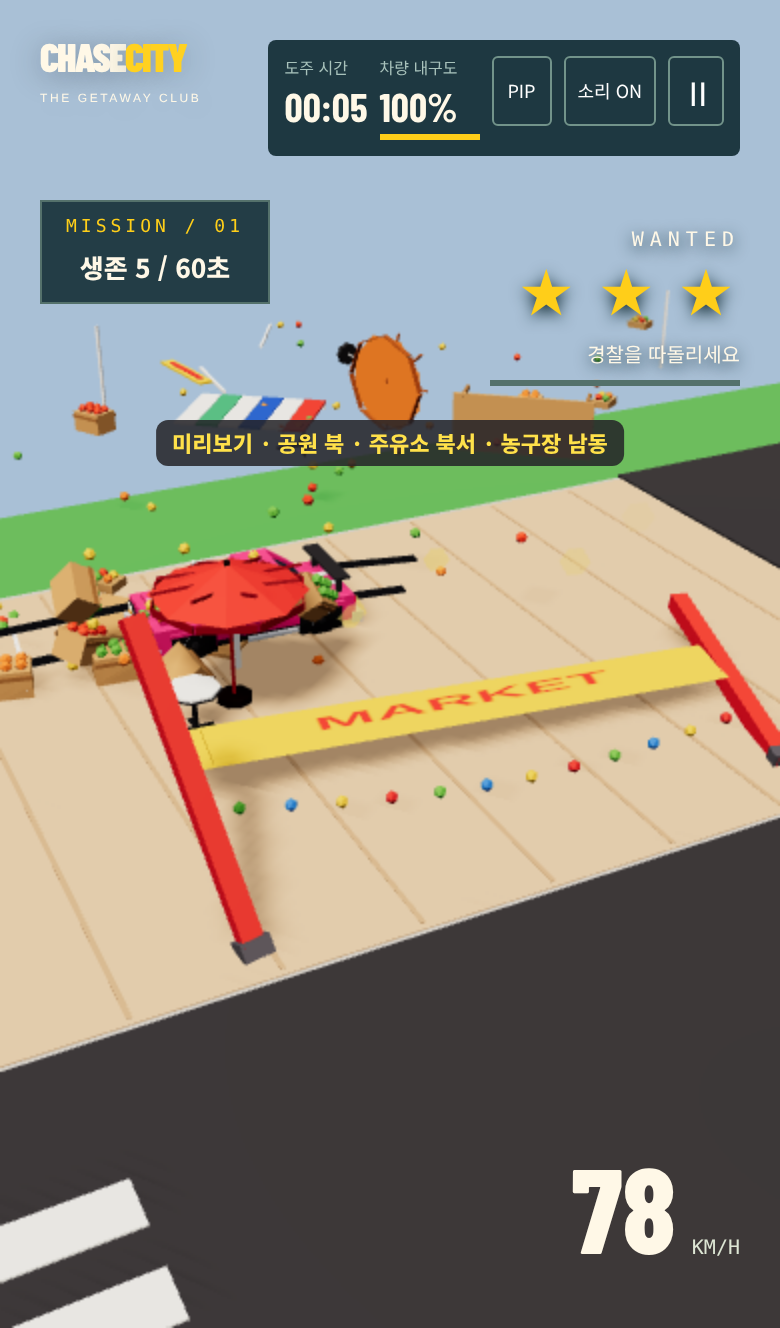 CHASECITY
THE GETAWAY CLUB
도주 시간
00:05
차량 내구도
100%
PIP
소리 ON
MISSION / 01
생존 5 / 60초
WANTED
경찰을 따돌리세요
미리보기 · 공원 북 · 주유소 북서 · 농구장 남동
MARKET
78 KM/H